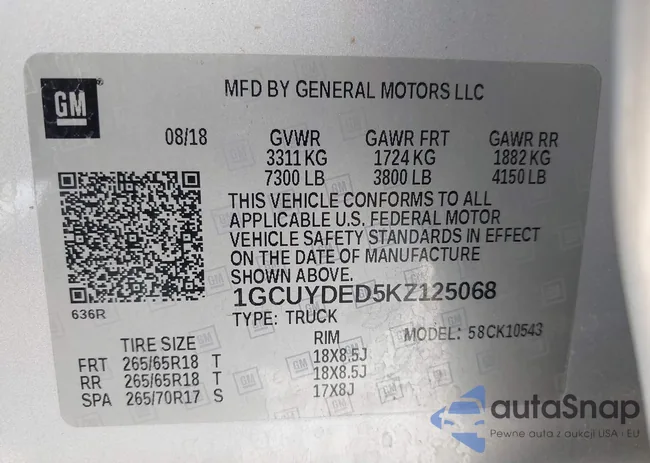 GM
MFD BY GENERAL MOTORS LLC
08/18 GVWR GAWR FRT GAWR RR
3311 KG 1724 KG 1882 KG
7300 LB 3800 LB 4150 LB
THIS VEHICLE CONFORMS TO ALL
APPLICABLE U.S. FEDERAL MOTOR
VEHICLE SAFETY STANDARDS IN EFFECT
ON THE DATE OF MANUFACTURE
SHOWN ABOVE.
636R
1GCUYDED5KZ125068
TYPE: TRUCK MODEL: 58CK10543
TIRE SIZE RIM
FRT 265/65R18 T 18X8.5J
RR 265/65R18 T 18X8.5J
SPA 265/70R17 S 17X8J
autaSnap
Pewne auta z aukcji USA - EU